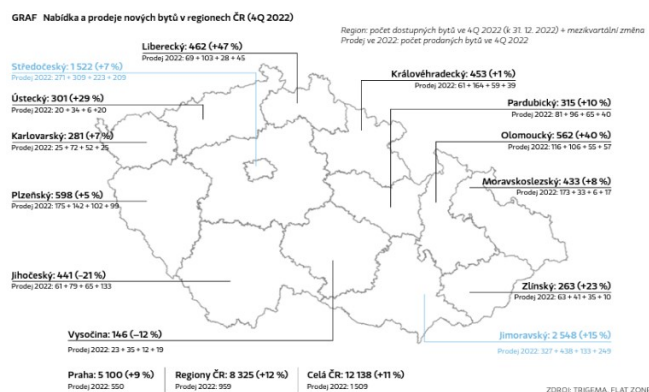 GRAF Nabídka a prodeje nových bytů v regionech ČR (4Q 2022)
Region: počet dostupných bytů ve 4Q 2022 (k 31. 12. 2022) + mezikvartální změna
Prodej ve 2022: počet prodaných bytů ve 4Q 2022
Liberecký: 462 (+47 %)
Prodej 2022: 69 + 103 + 28 + 45
Středočeský: 1 522 (+7 %)
Prodej 2022: 271 + 309 + 223 + 209
Královéhradecký: 453 (+1 %)
Prodej 2022: 61 + 164 + 59 + 39
Ústecký: 301 (+29 %)
Prodej 2022: 20 + 34 + 6 +20
Pardubický: 315 (+10 %)
Prodej 2022: 81 + 96 + 65 + 40
Karlovarský: 281 (+7 %)
Prodej 2022: 25 + 72 + 52 + 25
Olomoucký: 562 (+40 %)
Prodej 2022: 116 + 106 + 55 + 57
Moravskoslezský: 433 (+8 %)
Prodej 2022: 173 + 33 + 6 + 17
Plzeňský: 598 (+5 %)
Prodej 2022: 175 + 142 + 102 + 99
Jihočeský: 441 (–21 %)
Prodej 2022: 61 + 79 + 65 + 133
Zlínský: 263 (+23 %)
Prodej 2022: 63 + 41 + 35 + 10
Vysočina: 146 (–12 %)
Prodej 2022: 23 + 35 + 12 + 19
Jimoravský: 2 548 (+15 %)
Prodej 2022: 327 + 438 + 133 + 249
Praha: 5 100 (+9 %)
Prodej 2022: 550
Regiony ČR: 8 325 (+12 %)
Prodej 2022: 959
Celá ČR: 12 138 (+11 %)
Prodej 2022: 1 509
ZDROJ: TRIGEMA, FLAT ZONE